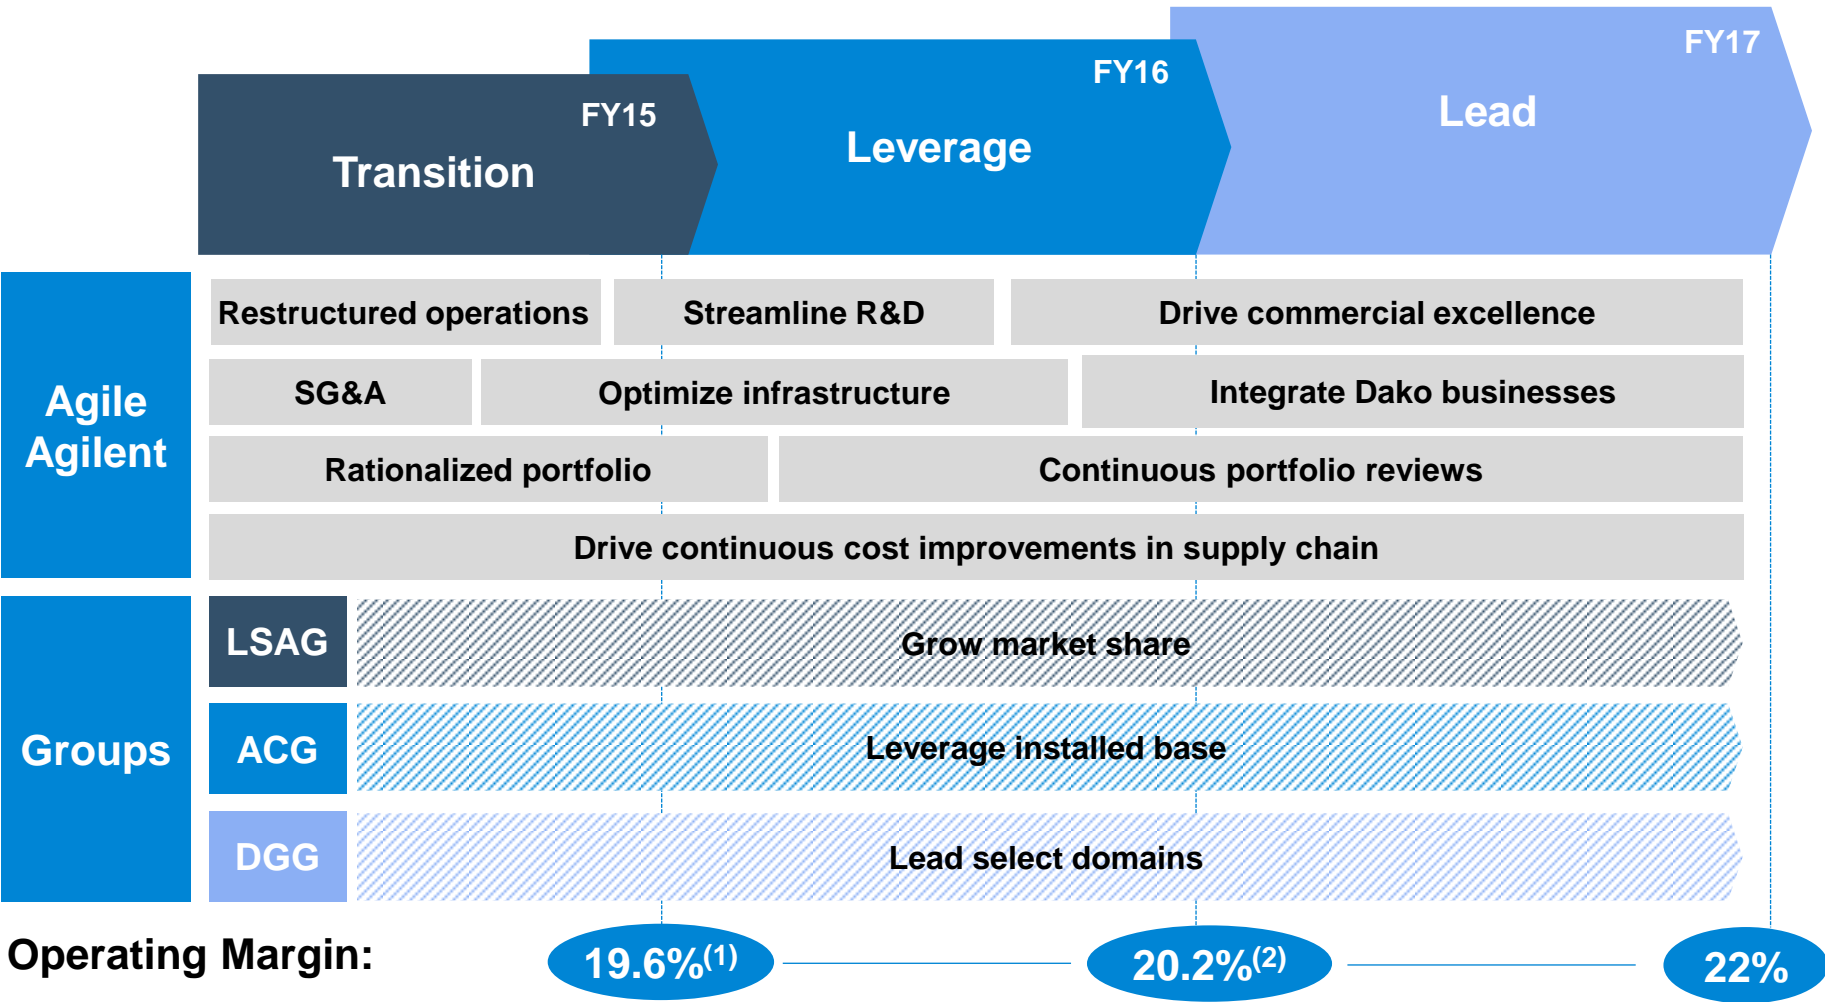 FY15
Transition
FY16
Leverage
FY17
Lead
Agile
Agilent
Restructured operations
Streamline R&D
Drive commercial excellence
SG&A
Optimize infrastructure
Integrate Dako businesses
Rationalized portfolio
Continuous portfolio reviews
Drive continuous cost improvements in supply chain
Groups
LSAG
Grow market share
ACG
Leverage installed base
DGG
Lead select domains
Operating Margin:
19.6%(1)
20.2%(2)
22%